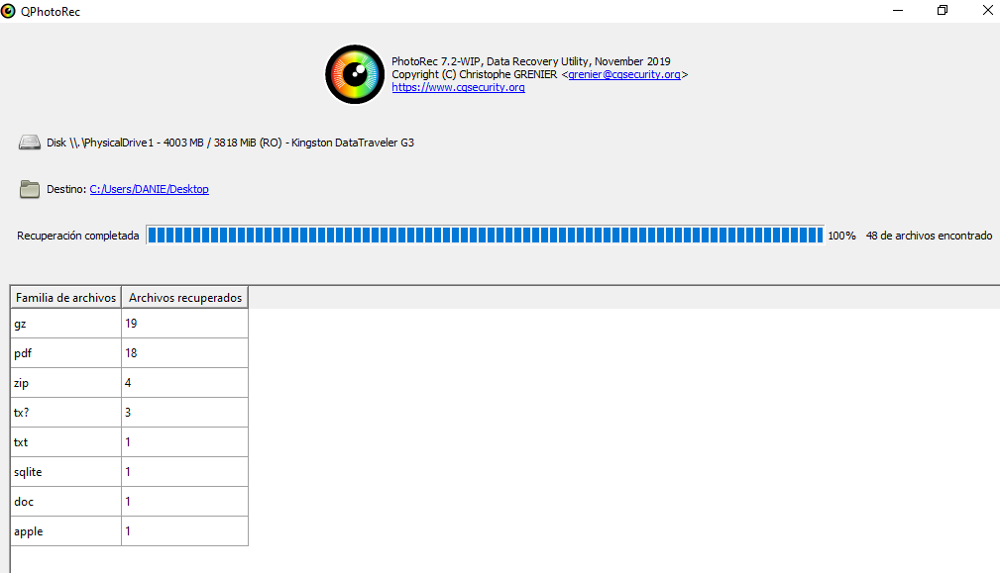 QPhotoRec
PhotoRec 7.2-WIP, Data Recovery Utility, November 2019
Copyright (C) Christophe GRENIER <grenier@cgsecurity.org>
https://www.cgsecurity.org
Disk \\.\PhysicalDrive1 - 4003 MB / 3818 MiB (RO) - Kingston DataTraveler G3
Destino: C:/Users/DANIE/Desktop
Recuperación completada 100% 48 de archivos encontrado
Familia de archivos Archivos recuperados
gz 19
pdf 18
zip 4
tx? 3
txt 1
sqlite 1
doc 1
apple 1